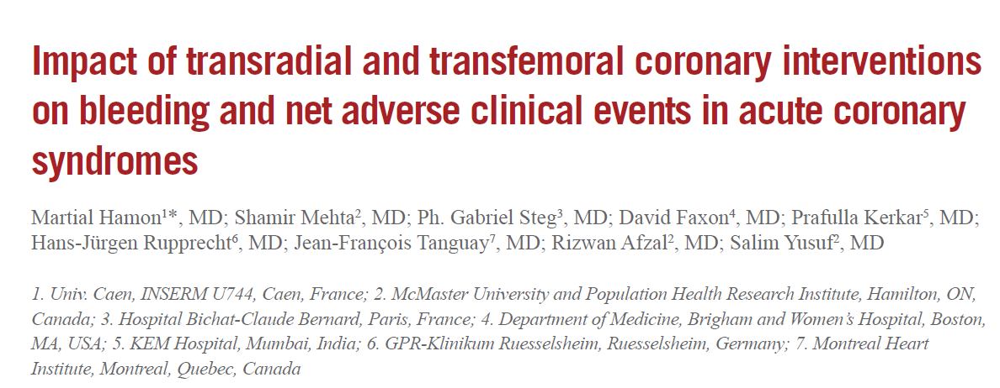 Impact of transradial and transfemoral coronary interventions
on bleeding and net adverse clinical events in acute coronary
syndromes
Martial Hamon¹*, MD; Shamir Mehta², MD; Ph. Gabriel Steg³, MD; David Faxon⁴, MD; Prafulla Kerkar⁵, MD;
Hans-Jürgen Rupprecht⁶, MD; Jean-François Tanguay⁷, MD; Rizwan Afzal², MD; Salim Yusuf², MD
1. Univ. Caen, INSERM U744, Caen, France; 2. McMaster University and Population Health Research Institute, Hamilton, ON,
Canada; 3. Hospital Bichat-Claude Bernard, Paris, France; 4. Department of Medicine, Brigham and Women’s Hospital, Boston,
MA, USA; 5. KEM Hospital, Mumbai, India; 6. GPR-Klinikum Ruesselsheim, Ruesselsheim, Germany; 7. Montreal Heart
Institute, Montreal, Quebec, Canada